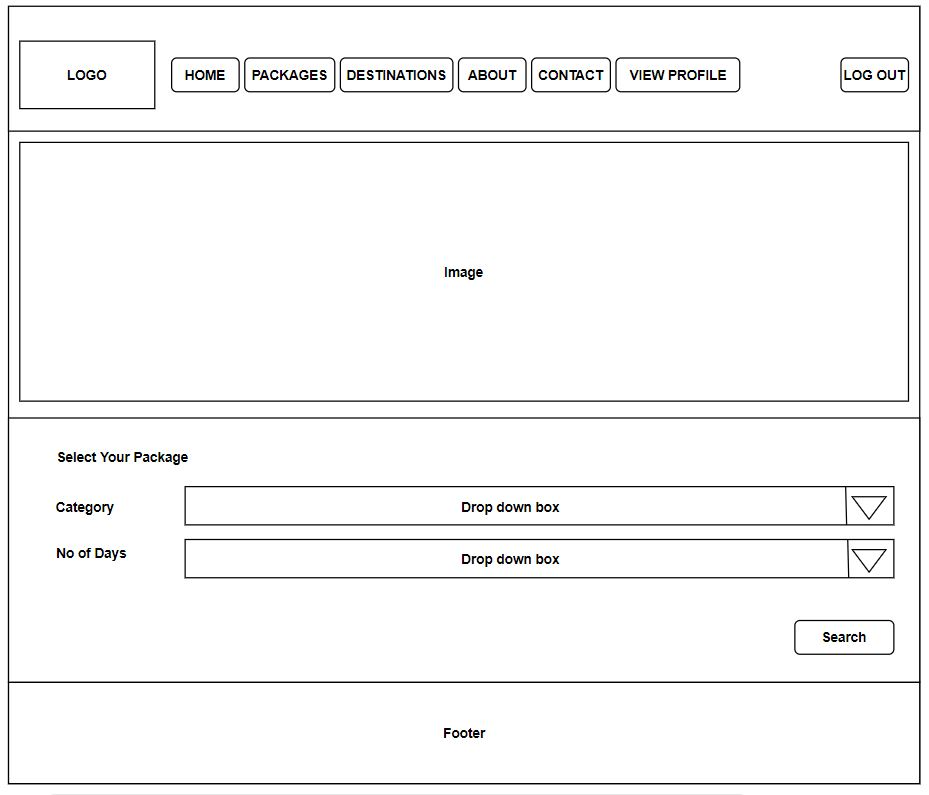 LOGO
HOME PACKAGES DESTINATIONS ABOUT CONTACT VIEW PROFILE LOG OUT
Image
Select Your Package
Category Drop down box
No of Days Drop down box
Search
Footer